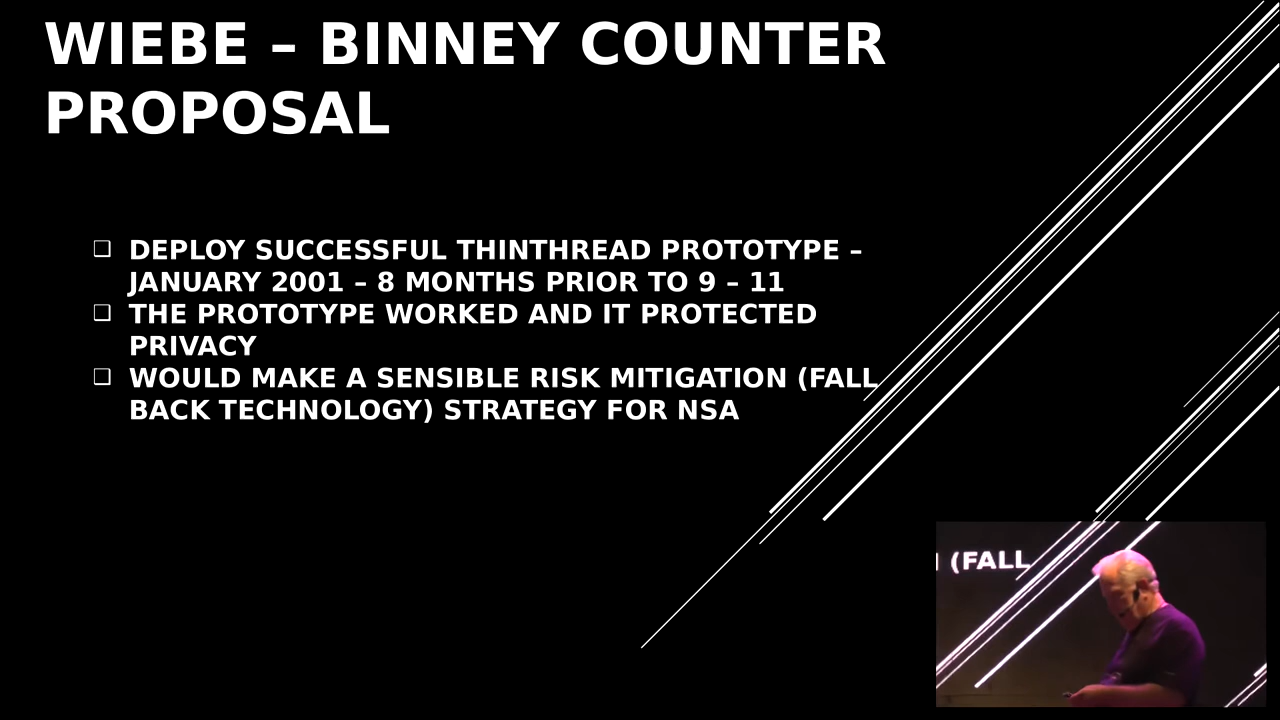 WIEBE – BINNEY COUNTER
PROPOSAL
❑ DEPLOY SUCCESSFUL THINTHREAD PROTOTYPE –
JANUARY 2001 – 8 MONTHS PRIOR TO 9 – 11
❑ THE PROTOTYPE WORKED AND IT PROTECTED
PRIVACY
❑ WOULD MAKE A SENSIBLE RISK MITIGATION (FALL
BACK TECHNOLOGY) STRATEGY FOR NSA
(FALL